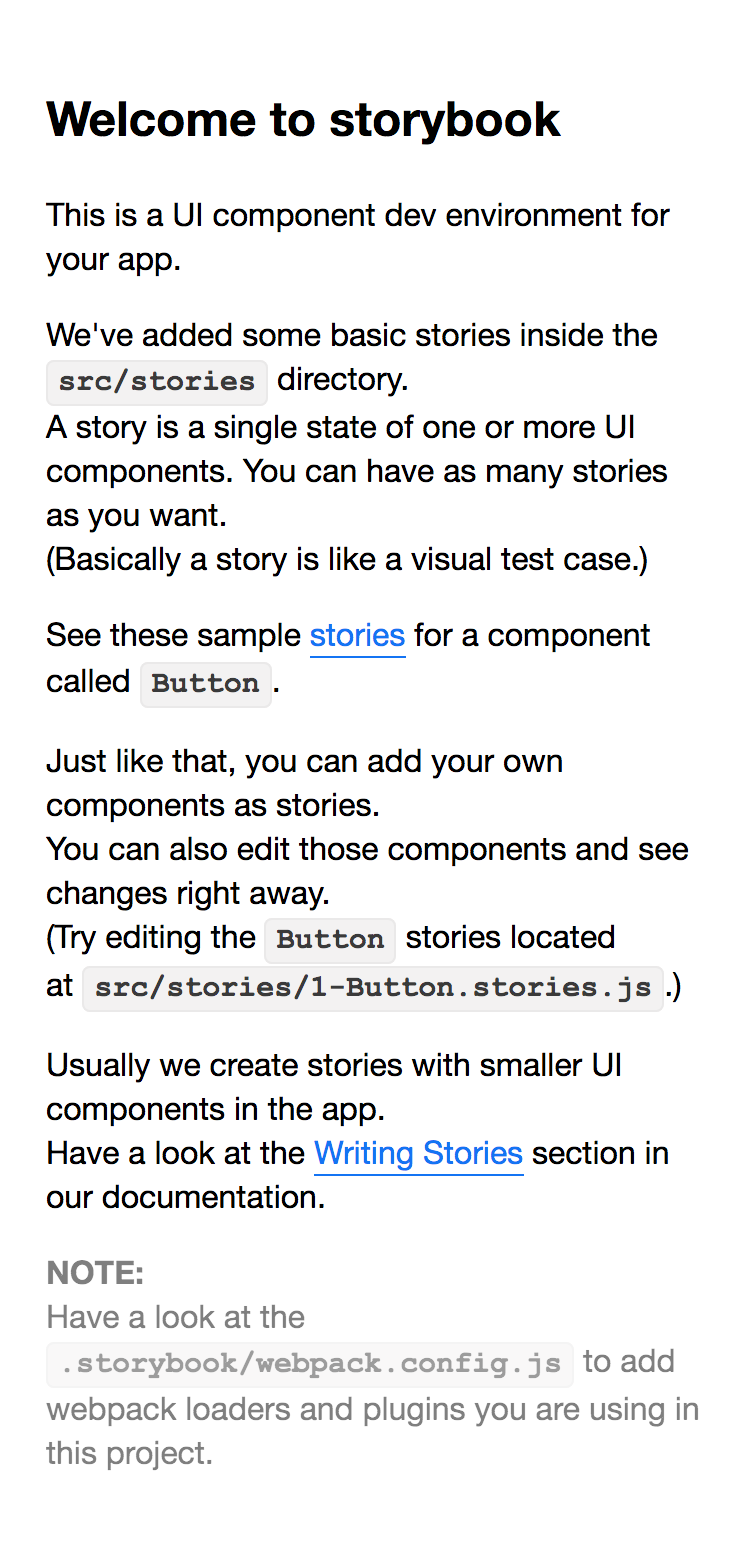 Welcome to storybook
This is a UI component dev environment for
your app.
We've added some basic stories inside the
src/stories directory.
A story is a single state of one or more UI
components. You can have as many stories
as you want.
(Basically a story is like a visual test case.)
See these sample stories for a component
called Button.
Just like that, you can add your own
components as stories.
You can also edit those components and see
changes right away.
(Try editing the Button stories located
at src/stories/1-Button.stories.js.)
Usually we create stories with smaller UI
components in the app.
Have a look at the Writing Stories section in
our documentation.
NOTE:
Have a look at the
.storybook/webpack.config.js to add
webpack loaders and plugins you are using in
this project.